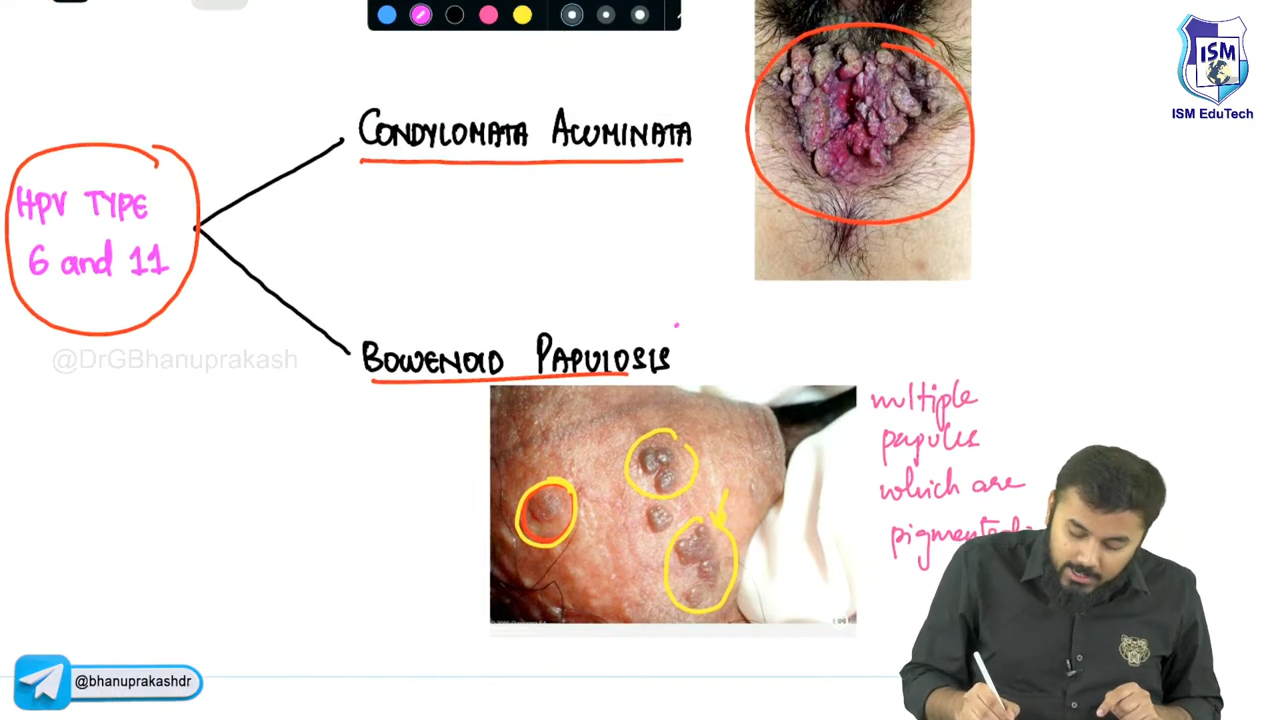 ISM
ISM EduTech
CONDYLOMATA ACUMINATA
HPV TYPE
6 and 11
@DrGBhanuprakash
BOWENOID PAPULOSIS
multiple
papules
which are
@bhanuprakashdr